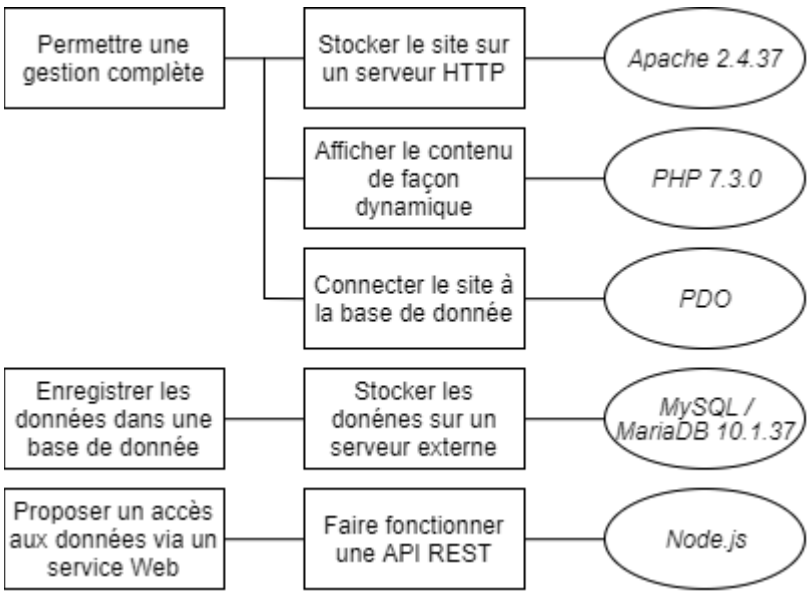 Permettre une
gestion complète
Stocker le site sur
un serveur HTTP
Apache 2.4.37
Afficher le contenu
de façon
dynamique
PHP 7.3.0
Connecter le site à
la base de donnée
PDO
Enregistrer les
données dans une
base de donnée
Stocker les
donénes sur un
serveur externe
MySQL /
MariaDB 10.1.37
Proposer un accès
aux données via un
service Web
Faire fonctionner
une API REST
Node.js